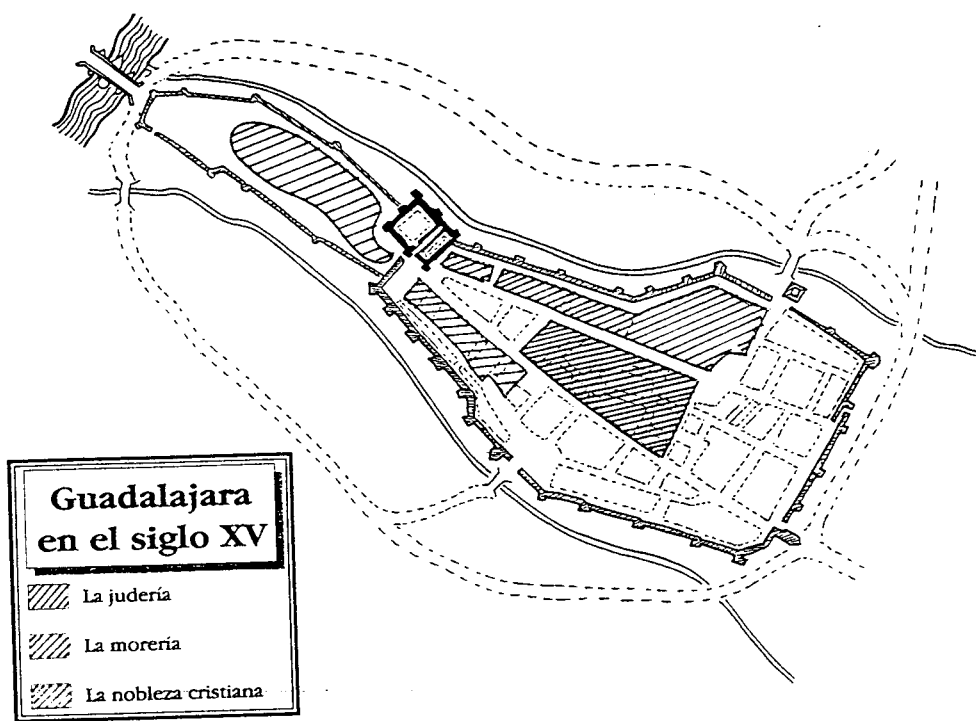 Guadalajara
en el siglo XV
La judería
La morería
La nobleza cristiana